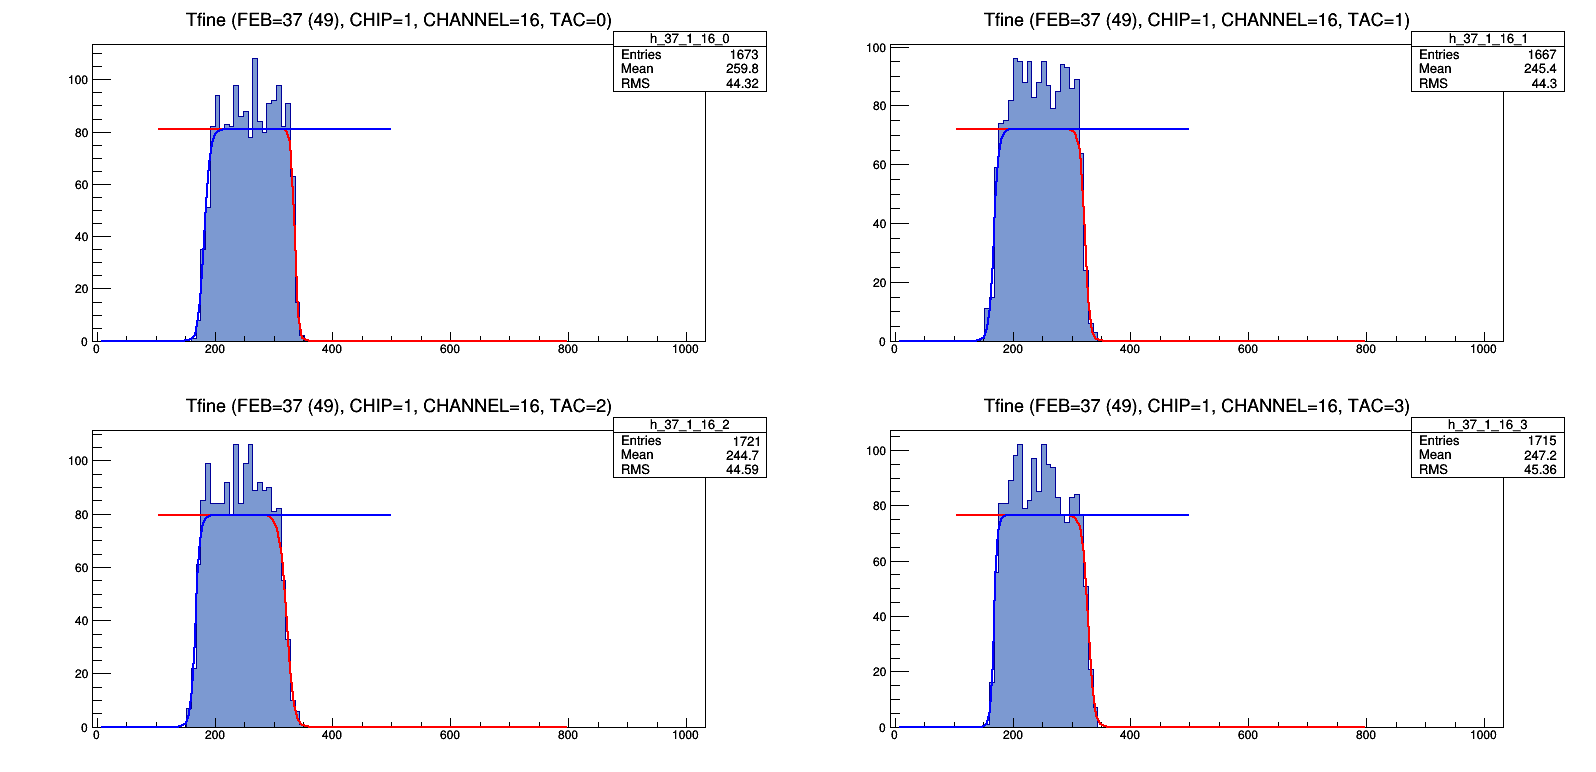 Tfine (FEB=37 (49), CHIP=1, CHANNEL=16, TAC=0)
h_37_1_16_0
Entries 1673
Mean 259.8
RMS 44.32
100
80
60
40
20
0
0 200 400 600 800 1000
Tfine (FEB=37 (49), CHIP=1, CHANNEL=16, TAC=1)
h_37_1_16_1
Entries 1667
Mean 245.4
RMS 44.3
100
80
60
40
20
0
0 200 400 600 800 1000
Tfine (FEB=37 (49), CHIP=1, CHANNEL=16, TAC=2)
h_37_1_16_2
Entries 1721
Mean 244.7
RMS 44.59
100
80
60
40
20
0
0 200 400 600 800 1000
Tfine (FEB=37 (49), CHIP=1, CHANNEL=16, TAC=3)
h_37_1_16_3
Entries 1715
Mean 247.2
RMS 45.36
100
80
60
40
20
0
0 200 400 600 800 1000